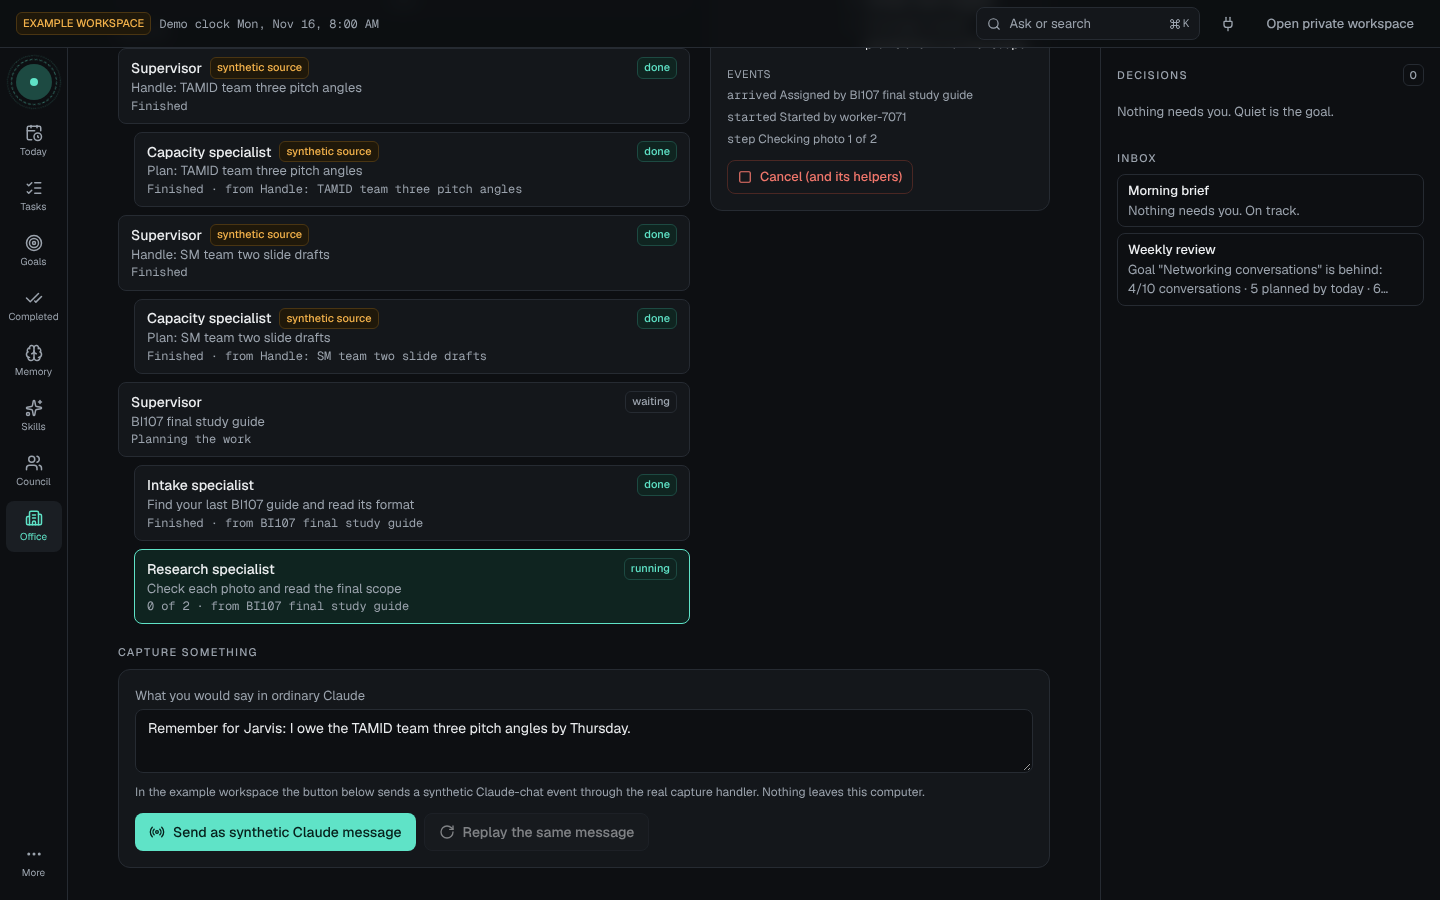 EXAMPLE WORKSPACE Demo clock Mon, Nov 16, 8:00 AM
Ask or search ⌘K
Open private workspace
Today
Tasks
Goals
Completed
Memory
Skills
Council
Office
More
Supervisor synthetic source done
Handle: TAMID team three pitch angles
Finished
Capacity specialist synthetic source done
Plan: TAMID team three pitch angles
Finished · from Handle: TAMID team three pitch angles
Supervisor synthetic source done
Handle: SM team two slide drafts
Finished
Capacity specialist synthetic source done
Plan: SM team two slide drafts
Finished · from Handle: SM team two slide drafts
Supervisor waiting
BI107 final study guide
Planning the work
Intake specialist done
Find your last BI107 guide and read its format
Finished · from BI107 final study guide
Research specialist running
Check each photo and read the final scope
0 of 2 · from BI107 final study guide
EVENTS
arrived Assigned by BI107 final study guide
started Started by worker-7071
step Checking photo 1 of 2
Cancel (and its helpers)
CAPTURE SOMETHING
What you would say in ordinary Claude
Remember for Jarvis: I owe the TAMID team three pitch angles by Thursday.
In the example workspace the button below sends a synthetic Claude-chat event through the real capture handler. Nothing leaves this computer.
Send as synthetic Claude message
Replay the same message
DECISIONS 0
Nothing needs you. Quiet is the goal.
INBOX
Morning brief
Nothing needs you. On track.
Weekly review
Goal "Networking conversations" is behind:
4/10 conversations · 5 planned by today · 6…